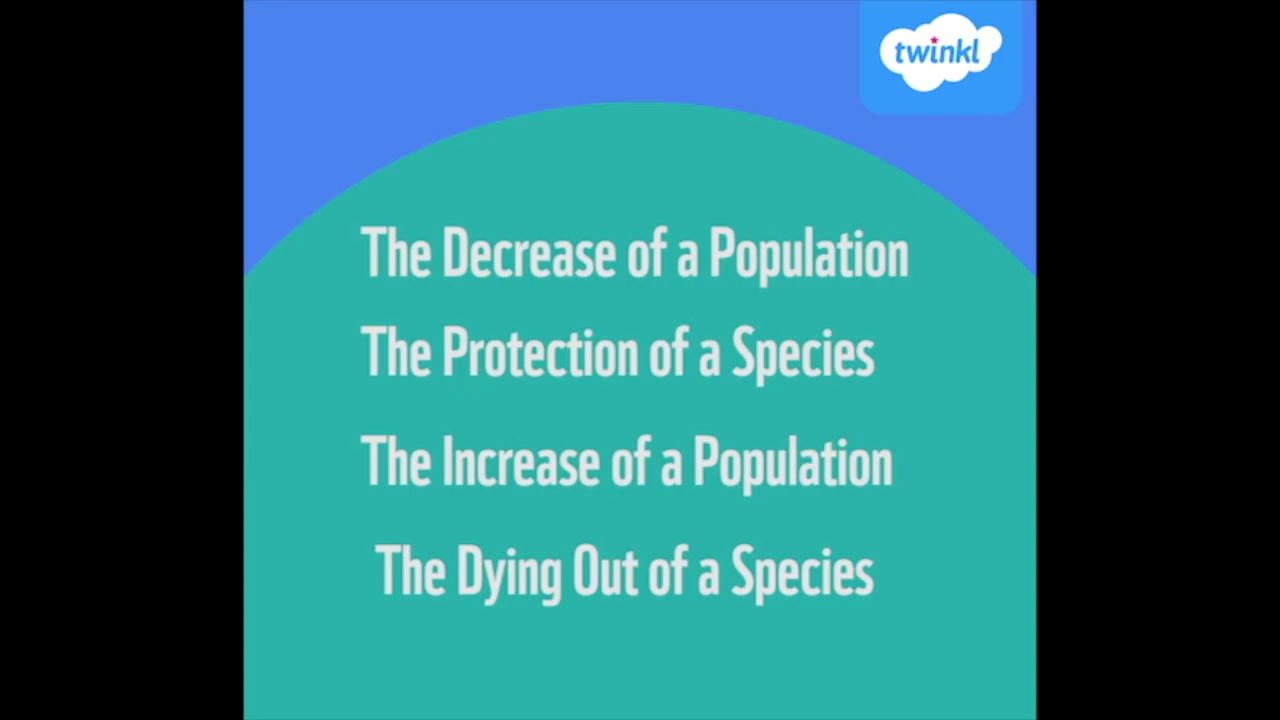 twinkl
The Decrease of a Population
The Protection of a Species
The Increase of a Population
The Dying Out of a Species